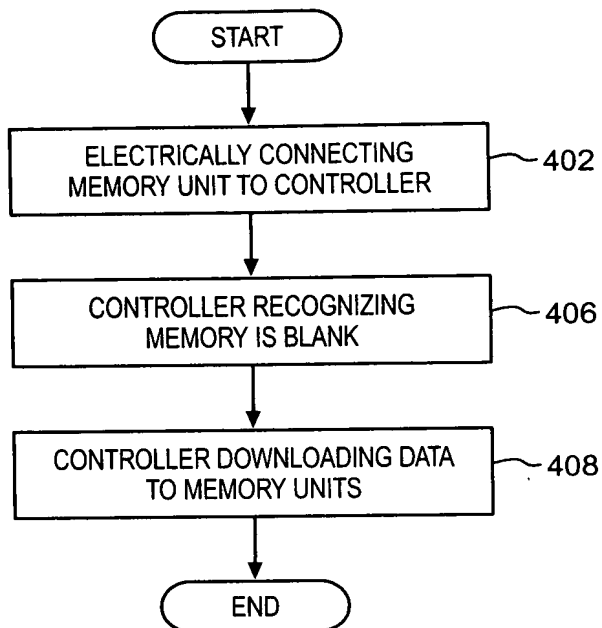 START
ELECTRICALLY CONNECTING
MEMORY UNIT TO CONTROLLER
402
CONTROLLER RECOGNIZING
MEMORY IS BLANK
406
CONTROLLER DOWNLOADING DATA
TO MEMORY UNITS
408
END